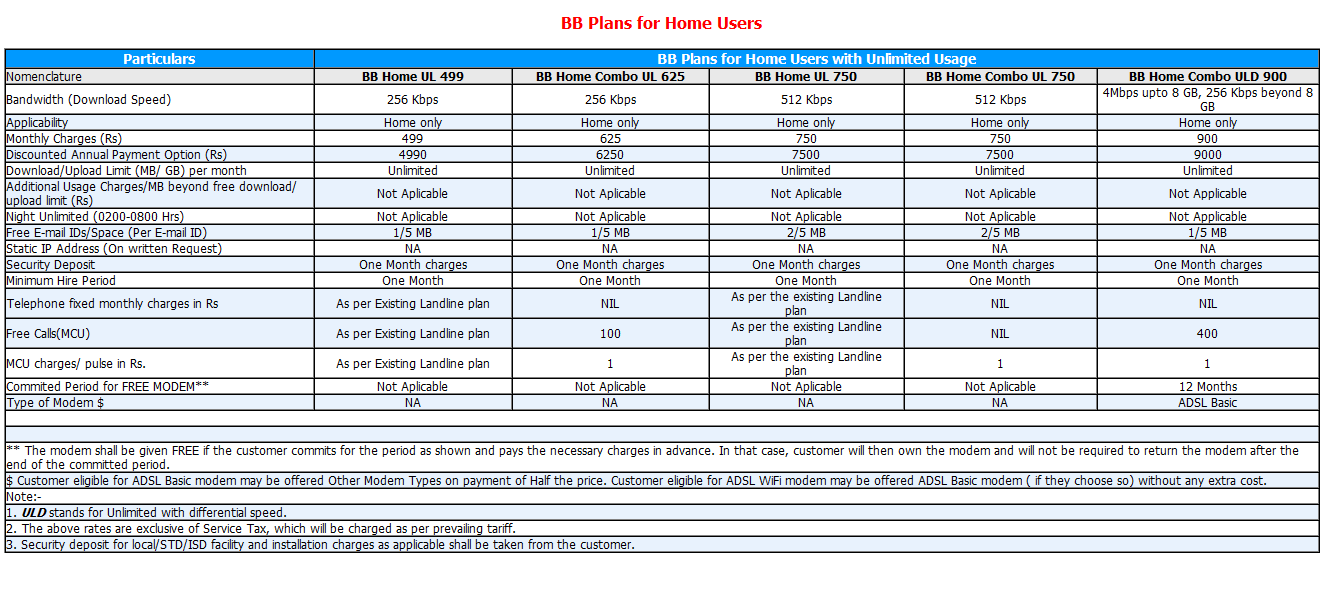 BB Plans for Home Users
Particulars BB Plans for Home Users with Unlimited Usage
Nomenclature BB Home UL 499 BB Home Combo UL 625 BB Home UL 750 BB Home Combo UL 750 BB Home Combo ULD 900
Bandwidth (Download Speed) 256 Kbps 256 Kbps 512 Kbps 512 Kbps 4Mbps upto 8 GB, 256 Kbps beyond 8
GB
Applicability Home only Home only Home only Home only Home only
Monthly Charges (Rs) 499 625 750 750 900
Discounted Annual Payment Option (Rs) 4990 6250 7500 7500 9000
Download/Upload Limit (MB/ GB) per month Unlimited Unlimited Unlimited Unlimited Unlimited
Additional Usage Charges/MB beyond free download/
upload limit (Rs) Not Aplicable Not Aplicable Not Aplicable Not Aplicable Not Aplicable
Night Unlimited (0200-0800 Hrs) Not Aplicable Not Aplicable Not Aplicable Not Aplicable Not Aplicable
Free E-mail IDs/Space (Per E-mail ID) 1/5 MB 1/5 MB 2/5 MB 2/5 MB 1/5 MB
Static IP Address (On written Request) NA NA NA NA NA
Security Deposit One Month charges One Month charges One Month charges One Month charges One Month charges
Minimum Hire Period One Month One Month One Month One Month One Month
Telephone fixed monthly charges in Rs As per Existing Landline plan NIL As per the existing Landline
plan NIL NIL
Free Calls(MCU) As per Existing Landline plan 100 As per the existing Landline
plan NIL 400
MCU charges/ pulse in Rs. As per Existing Landline plan 1 As per the existing Landline
plan 1 1
Commited Period for FREE MODEM** Not Aplicable Not Aplicable Not Aplicable Not Aplicable 12 Months
Type of Modem $ NA NA NA NA ADSL Basic
** The modem shall be given FREE if the customer commits for the period as shown and pays the necessary charges in advance. In that case, customer will then own the modem and will not be required to return the modem after the
end of the committed period.
$ Customer eligible for ADSL Basic modem may be offered Other Modem Types on payment of Half the price. Customer eligible for ADSL WiFi modem may be offered ADSL Basic modem ( if they choose so) without any extra cost.
Note:-
1. ULD stands for Unlimited with differential speed.
2. The above rates are exclusive of Service Tax, which will be charged as per prevailing tariff.
3. Security deposit for local/STD/ISD facility and installation charges as applicable shall be taken from the customer.